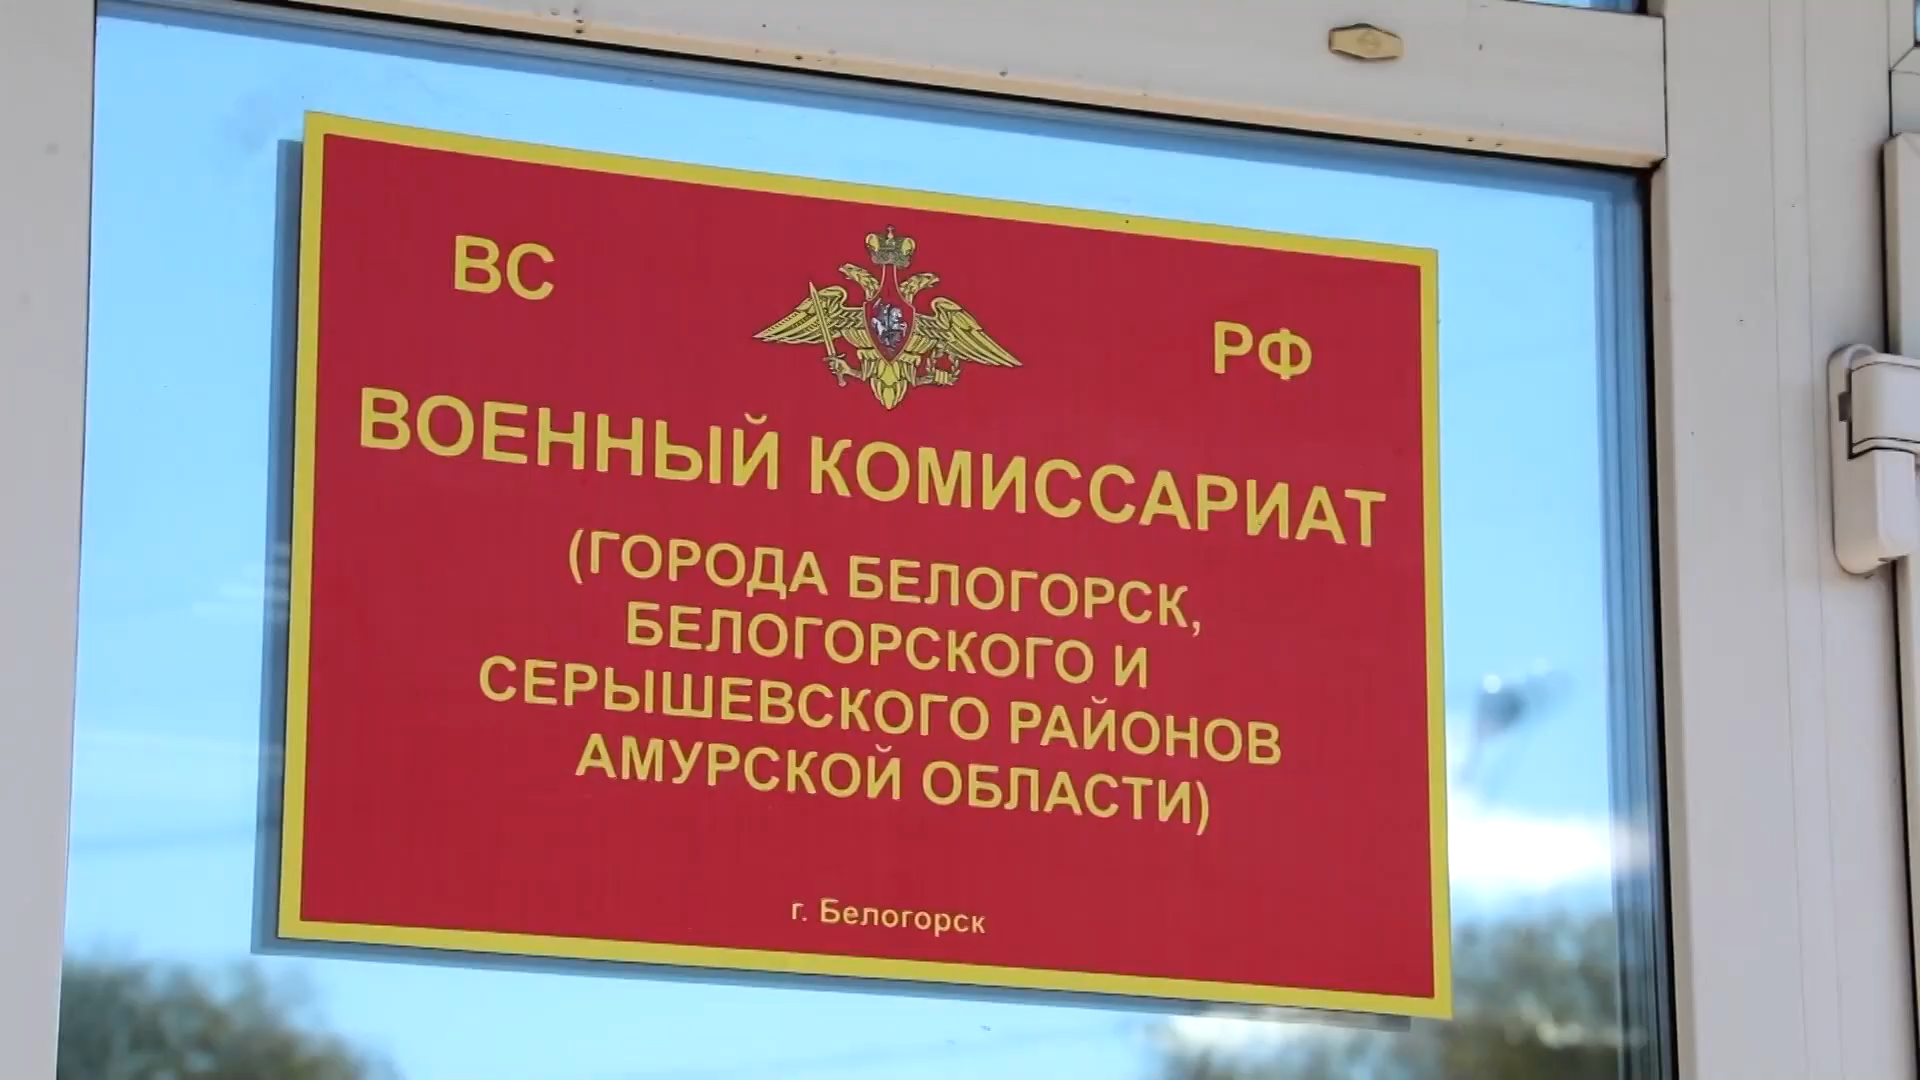 ВС РФ
ВОЕННЫЙ КОМИССАРИАТ
(ГОРОДА БЕЛОГОРСК,
БЕЛОГОРСКОГО И
СЕРЫШЕВСКОГО РАЙОНОВ
АМУРСКОЙ ОБЛАСТИ)
г. Белогорск